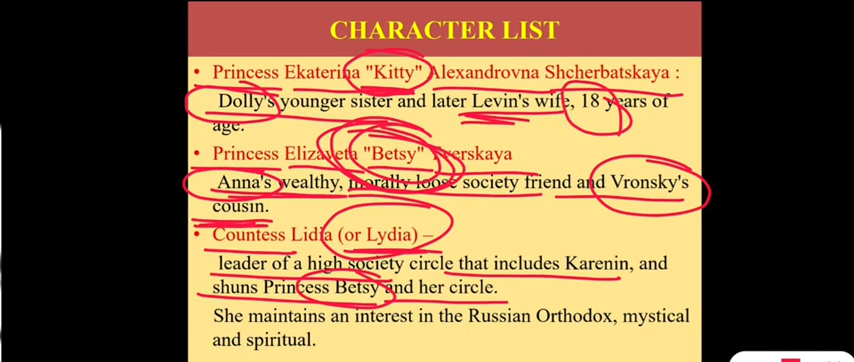 CHARACTER LIST
• Princess Ekaterina "Kitty" Alexandrovna Shcherbatskaya :
Dolly's younger sister and later Levin's wife, 18 years of
age.
• Princess Elizaveta "Betsy" Tverskaya
Anna's wealthy, morally loose society friend and Vronsky's
cousin.
• Countess Lidia (or Lydia) –
leader of a high society circle that includes Karenin, and
shuns Princess Betsy and her circle.
She maintains an interest in the Russian Orthodox, mystical
and spiritual.